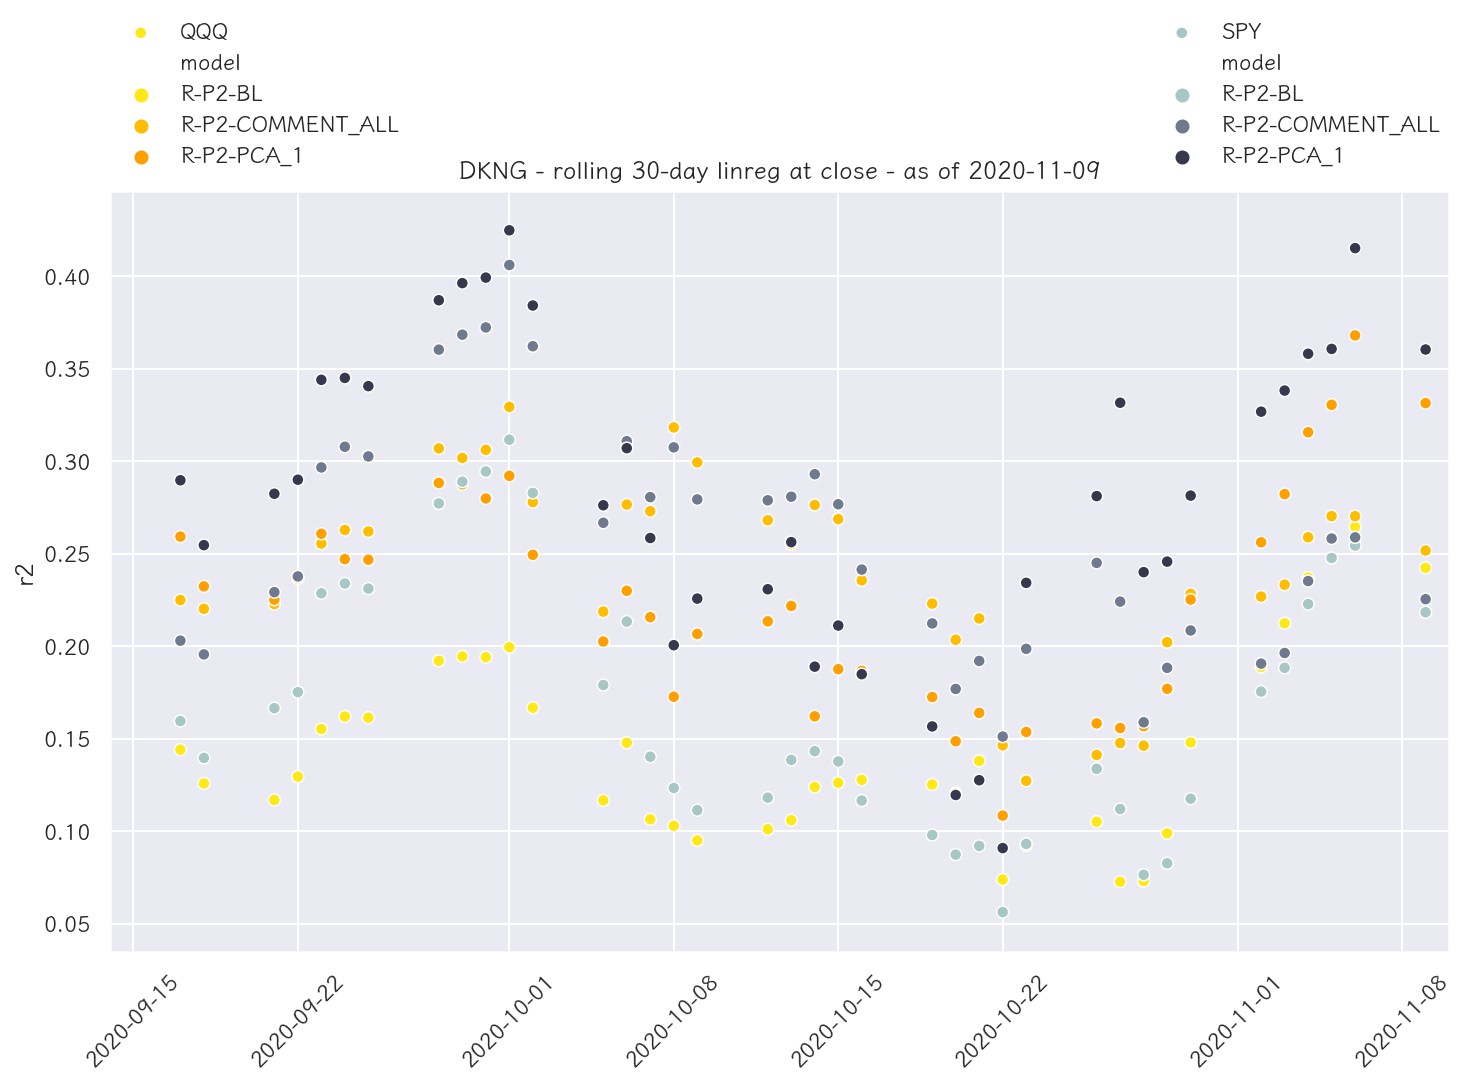 QQQ
model
R-P2-BL
R-P2-COMMENT_ALL
R-P2-PCA_1
SPY
model
R-P2-BL
R-P2-COMMENT_ALL
R-P2-PCA_1
DKNG - rolling 30-day linreg at close - as of 2020-11-09
r2
0.40
0.35
0.30
0.25
0.20
0.15
0.10
0.05
2020-09-15
2020-09-22
2020-10-01
2020-10-08
2020-10-15
2020-10-22
2020-11-01
2020-11-08